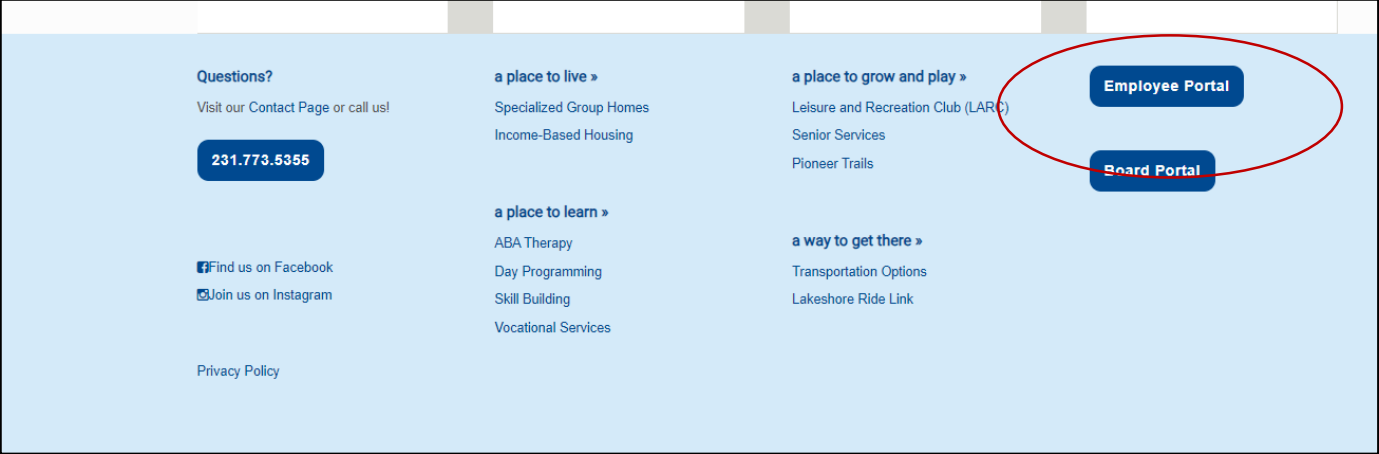 Questions?
Visit our Contact Page or call us!
231.773.5355
Find us on Facebook
Join us on Instagram
Privacy Policy
a place to live »
Specialized Group Homes
Income-Based Housing
a place to learn »
ABA Therapy
Day Programming
Skill Building
Vocational Services
a place to grow and play »
Leisure and Recreation Club (LARC)
Senior Services
Pioneer Trails
a way to get there »
Transportation Options
Lakeshore Ride Link
Employee Portal
Board Portal